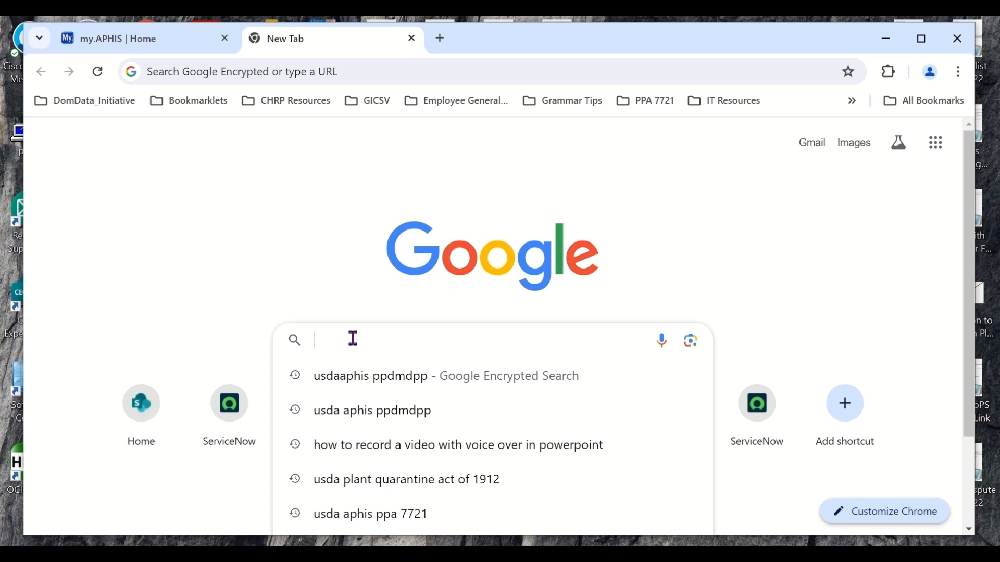 My. my.APHIS | Home
New Tab
Search Google Encrypted or type a URL
DomData_Initiative
Bookmarklets
CHRP Resources
GICSV
Employee General...
Grammar Tips
PPA 7721
IT Resources
All Bookmarks
Gmail
Images
Google
usdaaphis ppdmdpp - Google Encrypted Search
usda aphis ppdmdpp
how to record a video with voice over in powerpoint
usda plant quarantine act of 1912
usda aphis ppa 7721
Home
ServiceNow
ServiceNow
Add shortcut
Customize Chrome